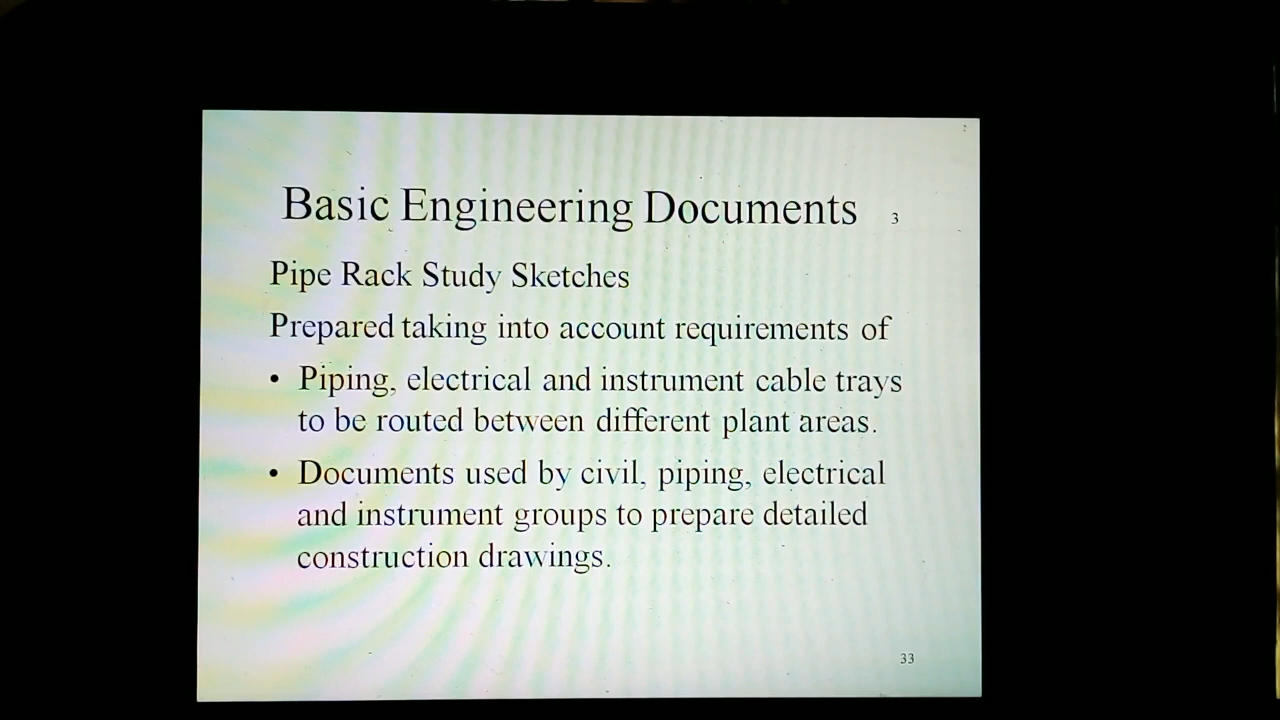 Basic Engineering Documents 3
Pipe Rack Study Sketches
Prepared taking into account requirements of
• Piping, electrical and instrument cable trays
to be routed between different plant areas.
• Documents used by civil, piping, electrical
and instrument groups to prepare detailed
construction drawings.
33